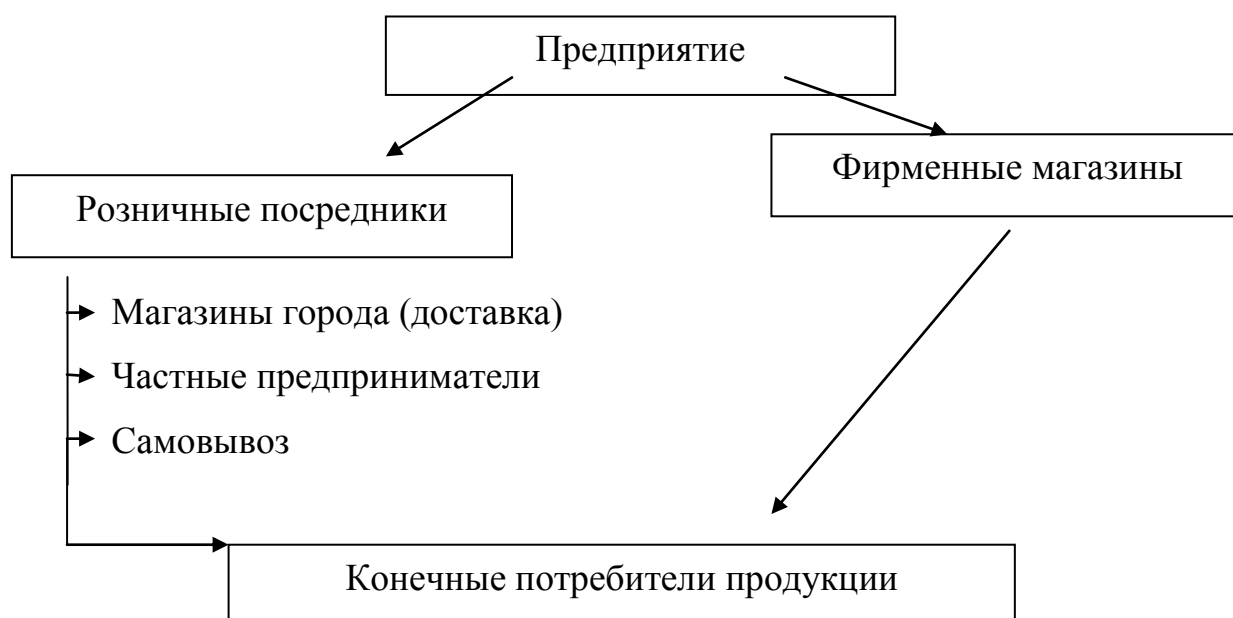 Предприятие
Фирменные магазины
Розничные посредники
Магазины города (доставка)
Частные предприниматели
Самовывоз
Конечные потребители продукции